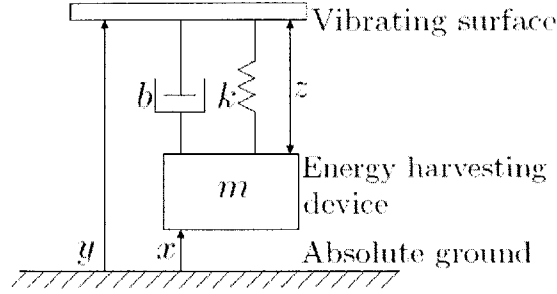 Vibrating surface
b
k
z
m
Energy harvesting
device
y
x
Absolute ground